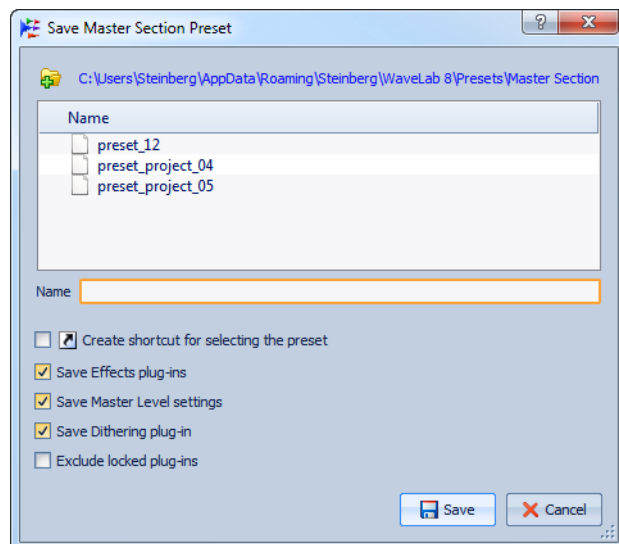 Save Master Section Preset
C:\Users\Steinberg\AppData\Roaming\Steinberg\WaveLab 8\Presets\Master Section
Name
preset_12
preset_project_04
preset_project_05
Name
Create shortcut for selecting the preset
Save Effects plug-ins
Save Master Level settings
Save Dithering plug-in
Exclude locked plug-ins
Save
Cancel